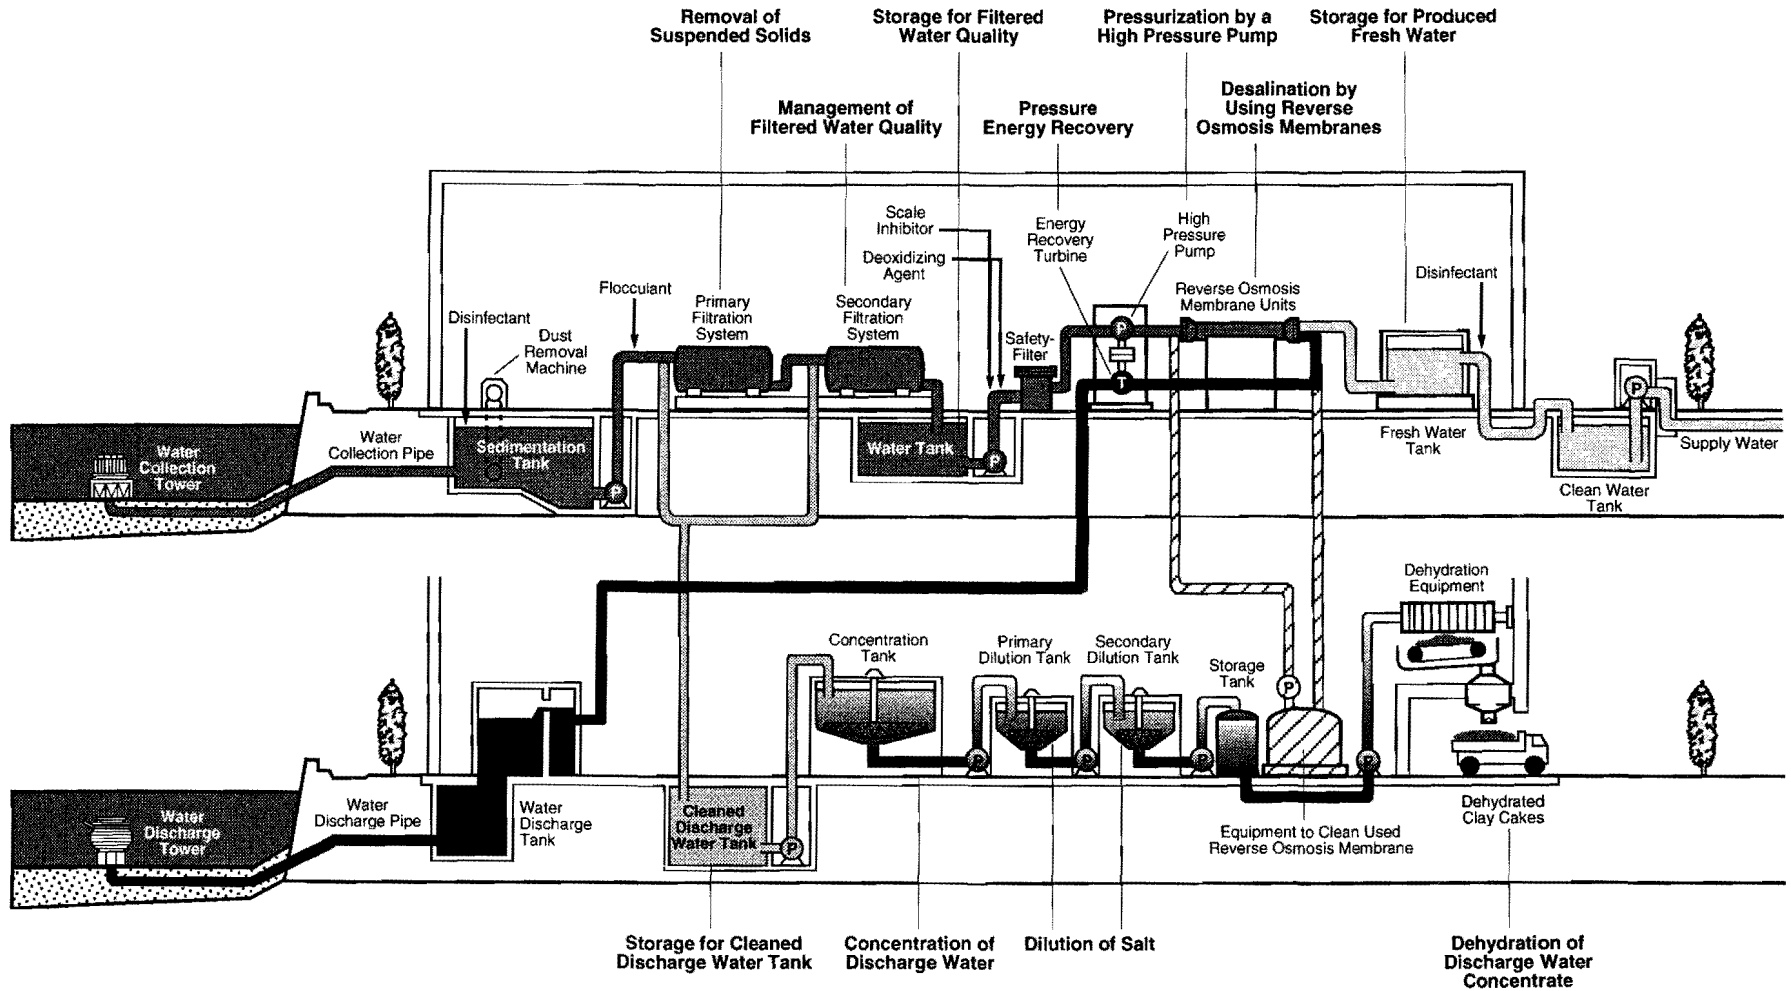 Removal of
Suspended Solids
Storage for Filtered
Water Quality
Pressurization by a
High Pressure Pump
Storage for Produced
Fresh Water
Management of
Filtered Water Quality
Pressure
Energy Recovery
Desalination by
Using Reverse
Osmosis Membranes
Scale
Inhibitor
Deoxidizing
Agent
Energy
Recovery
Turbine
High
Pressure
Pump
Reverse Osmosis
Membrane Units
Disinfectant
Flocculant
Primary
Filtration
System
Secondary
Filtration
System
Disinfectant
Dust
Removal
Machine
Safety-
Filter
P
T
P
Water
Collection
Tower
Water
Collection Pipe
Sedimentation
Tank
P
Water Tank
P
Fresh Water
Tank
Supply Water
Clean Water
Tank
Dehydration
Equipment
Concentration
Tank
Primary
Dilution Tank
Secondary
Dilution Tank
Storage
Tank
P
P
P
P
P
Water
Discharge
Tower
Water
Discharge Pipe
Water
Discharge
Tank
Cleaned
Discharge
Water Tank
P
Equipment to Clean Used
Reverse Osmosis Membrane
Dehydrated
Clay Cakes
Storage for Cleaned
Discharge Water Tank
Concentration of
Discharge Water
Dilution of Salt
Dehydration of
Discharge Water
Concentrate